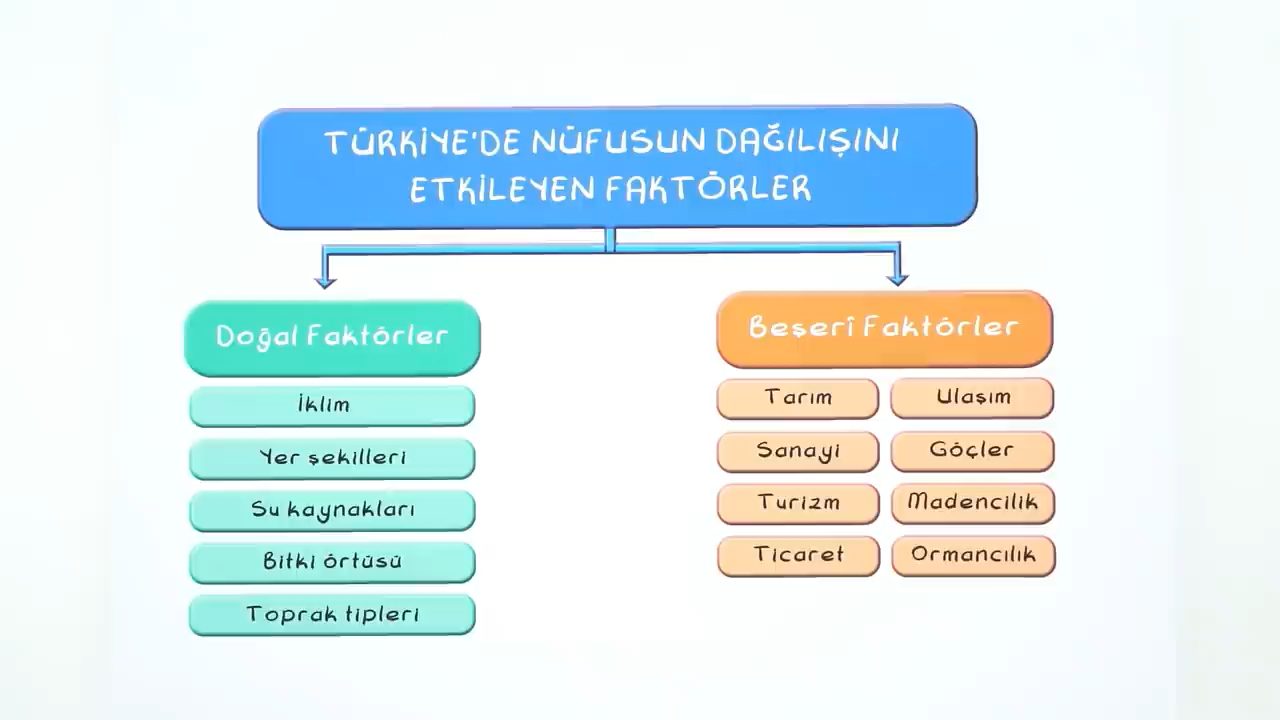 TÜRKİYE'DE NÜFUSUN DAĞILIŞINI
ETKİLEYEN FAKTÖRLER
Doğal Faktörler
İklim
Yer şekilleri
Su kaynakları
Bitki örtüsü
Toprak tipleri
Beşerî Faktörler
Tarım
Ulaşım
Sanayi
Göçler
Turizm
Madencilik
Ticaret
Ormancılık